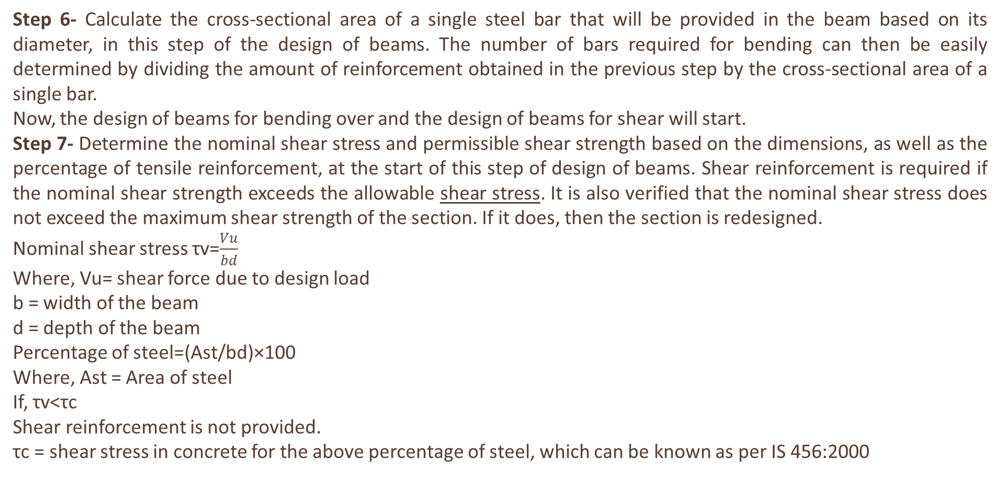 Step 6- Calculate the cross-sectional area of a single steel bar that will be provided in the beam based on its
diameter, in this step of the design of beams. The number of bars required for bending can then be easily
determined by dividing the amount of reinforcement obtained in the previous step by the cross-sectional area of a
single bar.
Now, the design of beams for bending over and the design of beams for shear will start.
Step 7- Determine the nominal shear stress and permissible shear strength based on the dimensions, as well as the
percentage of tensile reinforcement, at the start of this step of design of beams. Shear reinforcement is required if
the nominal shear strength exceeds the allowable shear stress. It is also verified that the nominal shear stress does
not exceed the maximum shear strength of the section. If it does, then the section is redesigned.
Nominal shear stress τv=Vu/bd
Where, Vu= shear force due to design load
b = width of the beam
d = depth of the beam
Percentage of steel=(Ast/bd)×100
Where, Ast = Area of steel
If, τv<τc
Shear reinforcement is not provided.
τc = shear stress in concrete for the above percentage of steel, which can be known as per IS 456:2000